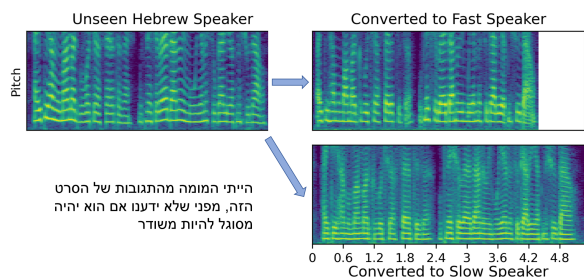 Unseen Hebrew Speaker
Converted to Fast Speaker
Pitch
הייתי המומה מהתגובות של הסרט
הזה, מפני שלא ידענו אם הוא יהיה
מסוגל להיות משודר
0 0.6 1.2 1.8 2.4 3 3.6 4.2 4.8
Converted to Slow Speaker